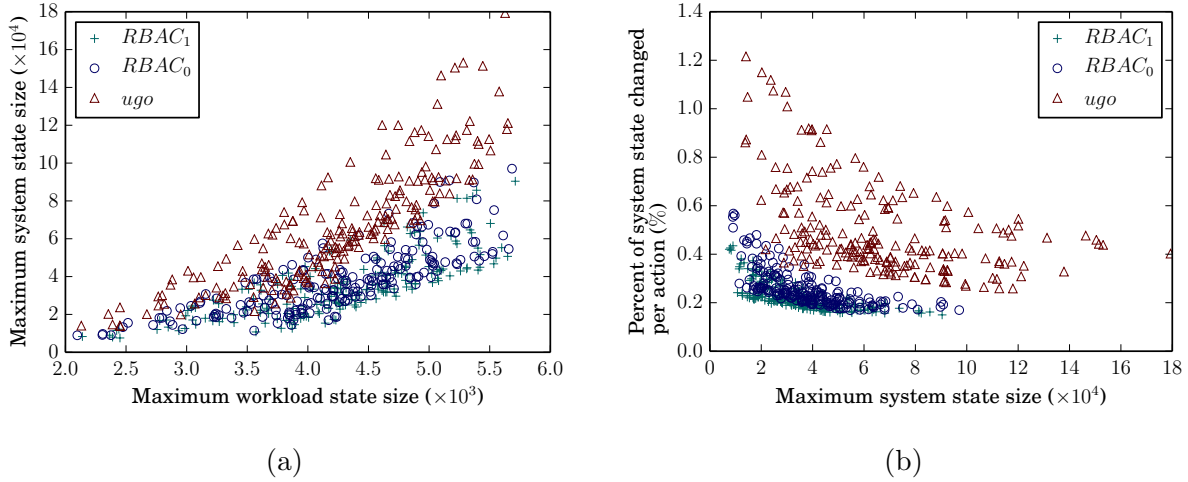 18
16
14
12
10
8
6
4
2
0
Maximum system state size (×10⁴)
RBAC₁
RBAC₀
ugo
2.0 2.5 3.0 3.5 4.0 4.5 5.0 5.5 6.0
Maximum workload state size (×10³)
(a)
1.4
1.2
1.0
0.8
0.6
0.4
0.2
0.0
Percent of system state changed
per action (%)
RBAC₁
RBAC₀
ugo
0 2 4 6 8 10 12 14 16 18
Maximum system state size (×10⁴)
(b)